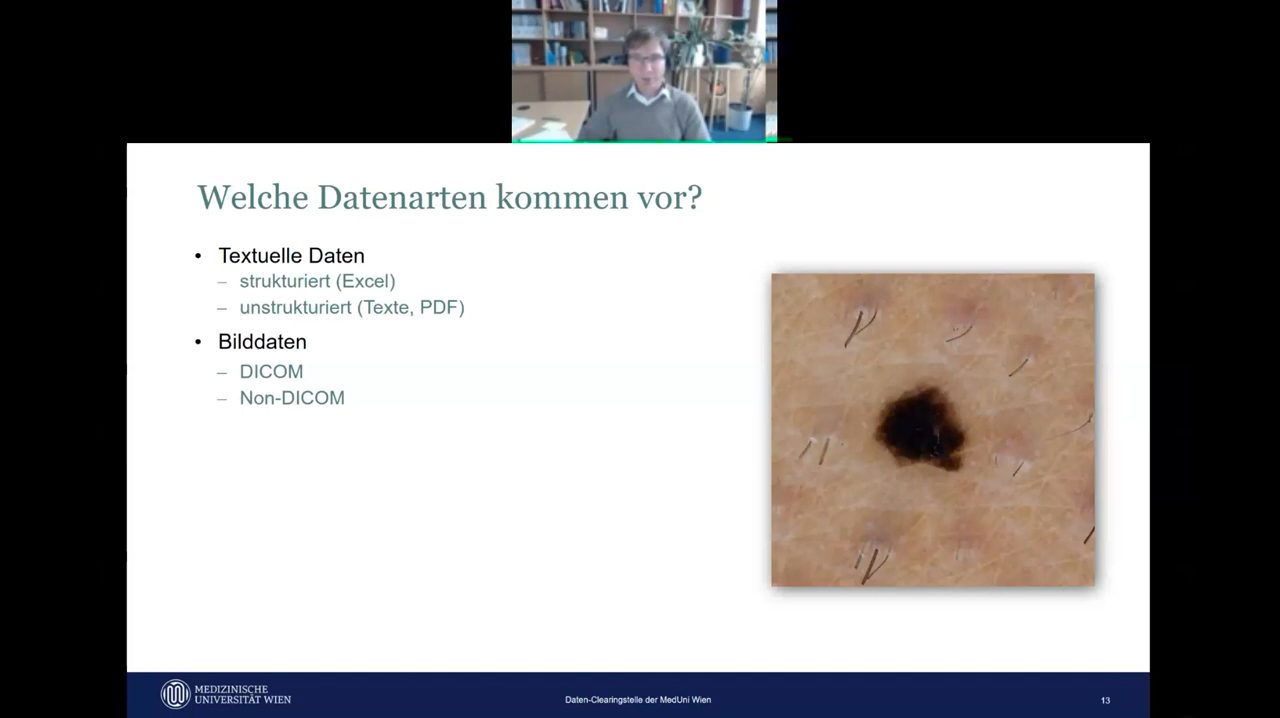 Welche Datenarten kommen vor?
• Textuelle Daten
– strukturiert (Excel)
– unstrukturiert (Texte, PDF)
• Bilddaten
– DICOM
– Non-DICOM
MEDIZINISCHE
UNIVERSITÄT WIEN
Daten-Clearingstelle der MedUni Wien
13